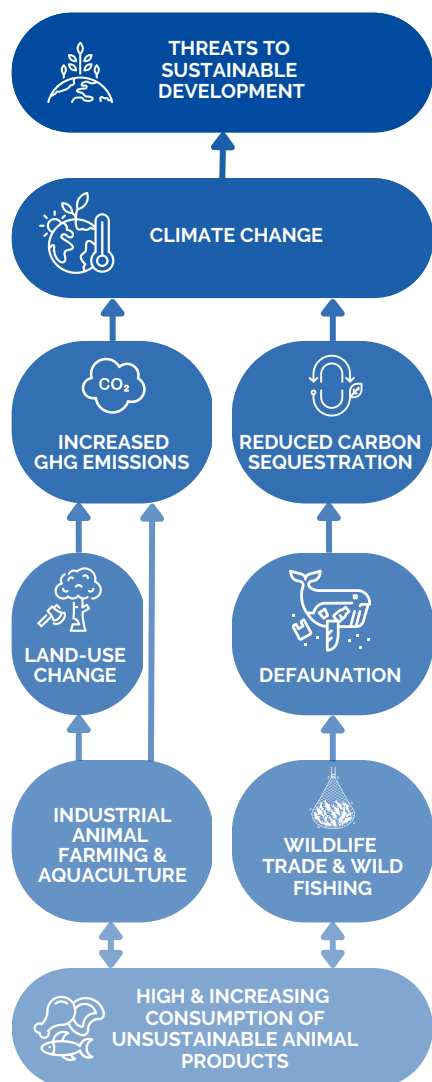 THREATS TO
SUSTAINABLE
DEVELOPMENT
CLIMATE CHANGE
CO₂
INCREASED
GHG EMISSIONS
REDUCED CARBON
SEQUESTRATION
LAND-USE
CHANGE
DEFAUNATION
INDUSTRIAL
ANIMAL
FARMING &
AQUACULTURE
WILDLIFE
TRADE & WILD
FISHING
HIGH & INCREASING
CONSUMPTION OF
UNSUSTAINABLE ANIMAL
PRODUCTS